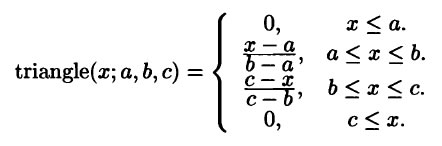 triangle(x; a, b, c) = {
0, x ≤ a.
x − a / b − a, a ≤ x ≤ b.
c − x / c − b, b ≤ x ≤ c.
0, c ≤ x.